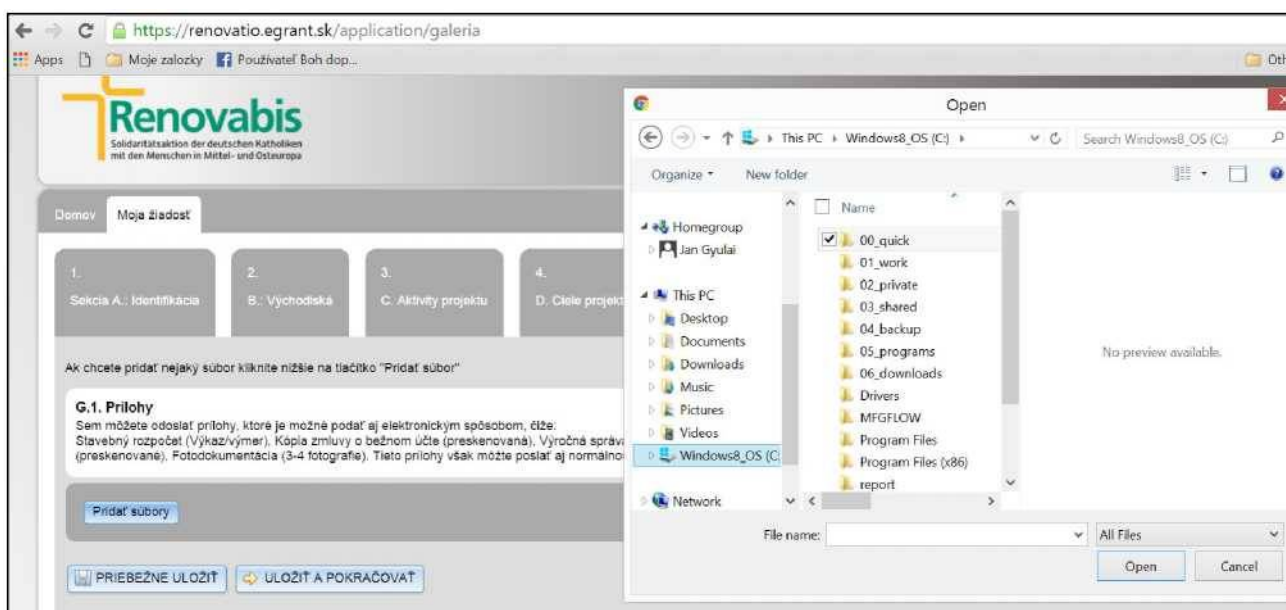 https://renovatio.egrant.sk/application/galeria
Apps Moje zalozky Používateľ Boh dop...
Renovabis
Solidaritätsaktion der deutschen Katholiken
mit den Menschen in Mittel- und Osteuropa
Domov Moja žiadosť
1.
Sekcia A.: Identifikácia
2.
B.: Východiská
3.
C. Aktivity projektu
4.
D. Ciele projekt
Ak chcete pridať nejaký súbor kliknite nižšie na tlačítko "Pridať súbor"
G.1. Prílohy
Sem môžete odoslať prílohy, ktoré je možné podať aj elektronickým spôsobom, čiže:
Stavebný rozpočet (Výkaz/výmer), Kópia zmluvy o bežnom účte (preskenovaná), Výročná správa
(preskenované), Fotodokumentácia (3-4 fotografie). Tieto prílohy však môžte poslať aj normálno
Pridať súbory
PRIEBEŽNE ULOŽIŤ
ULOŽIŤ A POKRAČOVAŤ
Oth
Open
This PC Windows8_OS (C:)
Search Windows8_OS (C:)
Organize New folder
Homegroup
Jan Gyulai
This PC
Desktop
Documents
Downloads
Music
Pictures
Videos
Windows8_OS (C:
Network
Name
00_quick
01_work
02_private
03_shared
04_backup
05_programs
06_downloads
Drivers
MFGFLOW
Program Files
Program Files (x86)
report
No preview available.
File name:
All Files
Open
Cancel